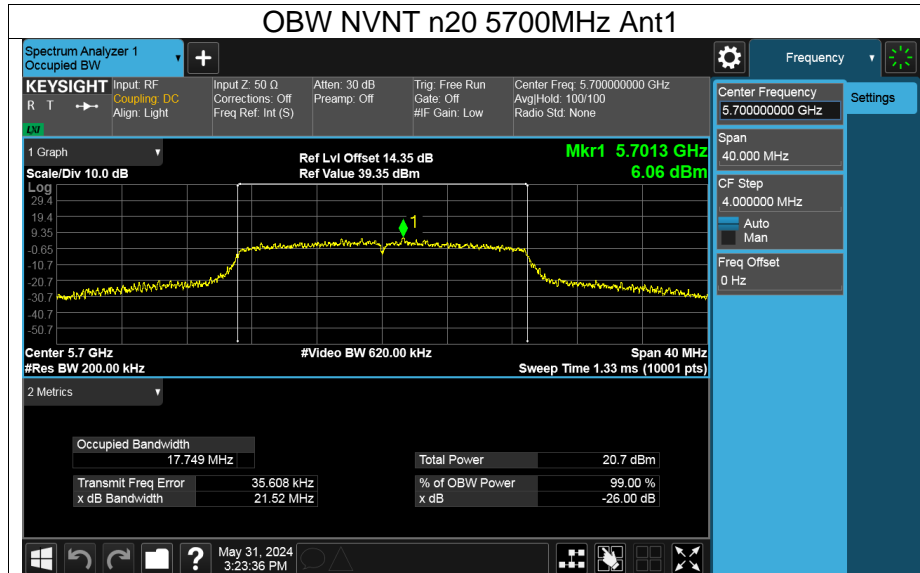 OBW NVNT n20 5700MHz Ant1
Spectrum Analyzer 1
Occupied BW
+
Frequency
KEYSIGHT
R T
LXI
Input: RF
Coupling: DC
Align: Light
Input Z: 50 Ω
Corrections: Off
Freq Ref: Int (S)
Atten: 30 dB
Preamp: Off
Trig: Free Run
Gate: Off
#IF Gain: Low
Center Freq: 5.700000000 GHz
Avg|Hold: 100/100
Radio Std: None
Center Frequency
5.700000000 GHz
Settings
Span
40.000 MHz
CF Step
4.000000 MHz
Auto
Man
Freq Offset
0 Hz
1 Graph
Scale/Div 10.0 dB
Ref Lvl Offset 14.35 dB
Ref Value 39.35 dBm
Mkr1 5.7013 GHz
6.06 dBm
Log
29.4
19.4
9.35
-0.65
-10.7
-20.7
-30.7
-40.7
-50.7
1
Center 5.7 GHz
#Video BW 620.00 kHz
Span 40 MHz
#Res BW 200.00 kHz
Sweep Time 1.33 ms (10001 pts)
2 Metrics
Occupied Bandwidth
17.749 MHz
Total Power 20.7 dBm
Transmit Freq Error 35.608 kHz
% of OBW Power 99.00 %
x dB Bandwidth 21.52 MHz
x dB -26.00 dB
?
May 31, 2024
3:23:36 PM